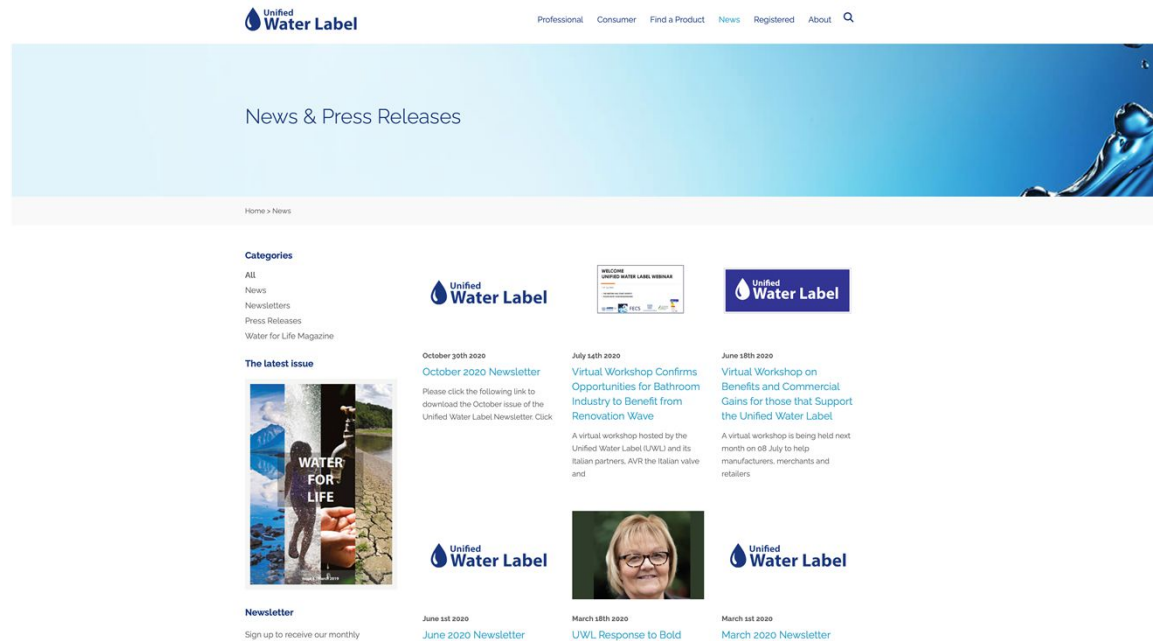 Unified
Water Label
Professional Consumer Find a Product News Registered About
News & Press Releases
Home > News
Categories
All
News
Newsletters
Press Releases
Water for Life Magazine
The latest issue
WATER
FOR
LIFE
Newsletter
Sign up to receive our monthly
Unified
Water Label
October 30th 2020
October 2020 Newsletter
Please click the following link to
download the October issue of the
Unified Water Label Newsletter. Click
WELCOME
UNIFIED WATER LABEL WEBINAR
FECS
July 14th 2020
Virtual Workshop Confirms
Opportunities for Bathroom
Industry to Benefit from
Renovation Wave
A virtual workshop hosted by the
Unified Water Label (UWL) and its
Italian partners, AVR the Italian valve
and
Unified
Water Label
June 18th 2020
Virtual Workshop on
Benefits and Commercial
Gains for those that Support
the Unified Water Label
A virtual workshop is being held next
month on 08 July to help
manufacturers, merchants and
retailers
Unified
Water Label
June 1st 2020
June 2020 Newsletter
March 18th 2020
UWL Response to Bold
Unified
Water Label
March 1st 2020
March 2020 Newsletter